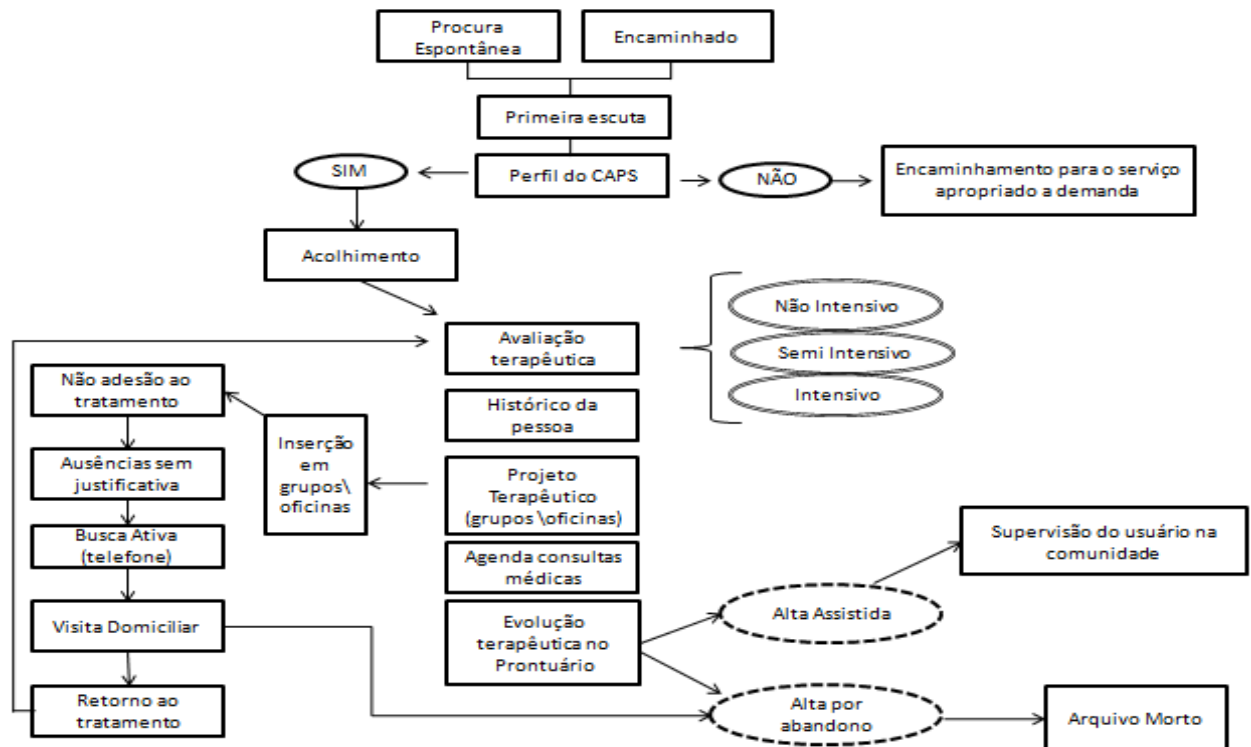 Procura
Espontânea
Encaminhado
Primeira escuta
SIM
Perfil do CAPS
NÃO
Encaminhamento para o serviço
apropriado a demanda
Acolhimento
Não Intensivo
Avaliação
terapêutica
Semi Intensivo
Intensivo
Não adesão ao
tratamento
Histórico da
pessoa
Inserção
em
grupos\
oficinas
Ausências sem
justificativa
Projeto
Terapêutico
(grupos \oficinas)
Busca Ativa
(telefone)
Agenda consultas
médicas
Supervisão do usuário na
comunidade
Visita Domiciliar
Evolução
terapêutica no
Prontuário
Alta Assistida
Retorno ao
tratamento
Alta por
abandono
Arquivo Morto